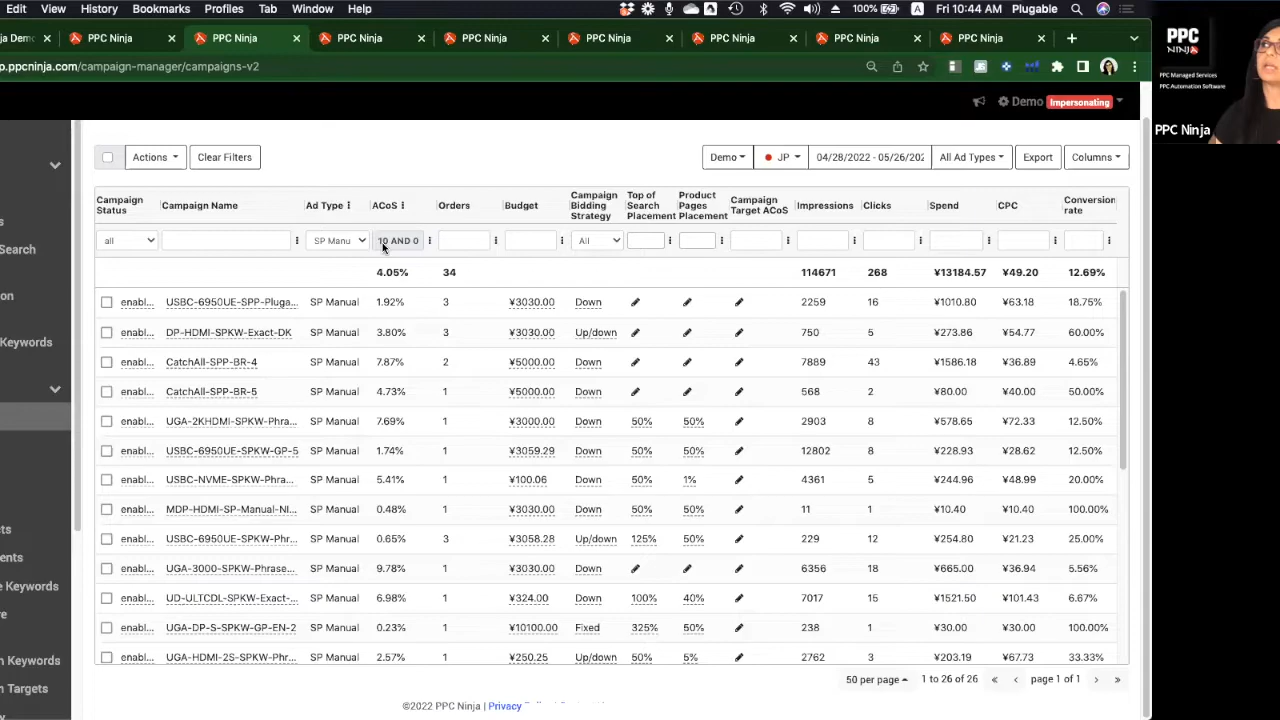 Edit View History Bookmarks Profiles Tab Window Help 100% A Fri 10:44 AM Plugable
ja Demo PPC Ninja PPC Ninja PPC Ninja PPC Ninja PPC Ninja PPC Ninja PPC Ninja PPC Ninja
p.ppcninja.com/campaign-manager/campaigns-v2
PPC
NINJA
PPC Managed Services
PPC Automation Software
PPC Ninja
Demo Impersonating
Actions Clear Filters Demo JP 04/28/2022 - 05/26/202 All Ad Types Export Columns
Campaign Status Campaign Name Ad Type ACoS Orders Budget Campaign Bidding Strategy Top of Search Placement Product Pages Placement Campaign Target ACoS Impressions Clicks Spend CPC Conversion rate
all SP Manu 10 AND 0 All
4.05% 34 114671 268 ¥13184.57 ¥49.20 12.69%
enabl... USBC-6950UE-SPP-Pluga... SP Manual 1.92% 3 ¥3030.00 Down 2259 16 ¥1010.80 ¥63.18 18.75%
enabl... DP-HDMI-SPKW-Exact-DK SP Manual 3.80% 3 ¥3030.00 Up/down 750 5 ¥273.86 ¥54.77 60.00%
enabl... CatchAll-SPP-BR-4 SP Manual 7.87% 2 ¥5000.00 Down 7889 43 ¥1586.18 ¥36.89 4.65%
enabl... CatchAll-SPP-BR-5 SP Manual 4.73% 1 ¥5000.00 Down 568 2 ¥80.00 ¥40.00 50.00%
enabl... UGA-2KHDMI-SPKW-Phra... SP Manual 7.69% 1 ¥3000.00 Down 50% 50% 2903 8 ¥578.65 ¥72.33 12.50%
enabl... USBC-6950UE-SPKW-GP-5 SP Manual 1.74% 1 ¥3059.29 Down 50% 50% 12802 8 ¥228.93 ¥28.62 12.50%
enabl... USBC-NVME-SPKW-Phra... SP Manual 5.41% 1 ¥100.06 Down 50% 1% 4361 5 ¥244.96 ¥48.99 20.00%
enabl... MDP-HDMI-SP-Manual-NI... SP Manual 0.48% 1 ¥3030.00 Down 50% 50% 11 1 ¥10.40 ¥10.40 100.00%
enabl... USBC-6950UE-SPKW-Phr... SP Manual 0.65% 3 ¥3058.28 Up/down 125% 50% 229 12 ¥254.80 ¥21.23 25.00%
enabl... UGA-3000-SPKW-Phrase... SP Manual 9.78% 1 ¥3030.00 Down 6356 18 ¥665.00 ¥36.94 5.56%
enabl... UD-ULTCDL-SPKW-Exact-... SP Manual 6.98% 1 ¥324.00 Down 100% 40% 7017 15 ¥1521.50 ¥101.43 6.67%
enabl... UGA-DP-S-SPKW-GP-EN-2 SP Manual 0.23% 1 ¥10100.00 Fixed 325% 50% 238 1 ¥30.00 ¥30.00 100.00%
enabl... UGA-HDMI-2S-SPKW-Phr... SP Manual 2.57% 1 ¥250.25 Up/down 50% 5% 2762 3 ¥203.19 ¥67.73 33.33%
50 per page 1 to 26 of 26 « ‹ page 1 of 1 › »
©2022 PPC Ninja | Privacy
s
Search
on
Keywords
ts
ents
e Keywords
e
n Keywords
n Targets